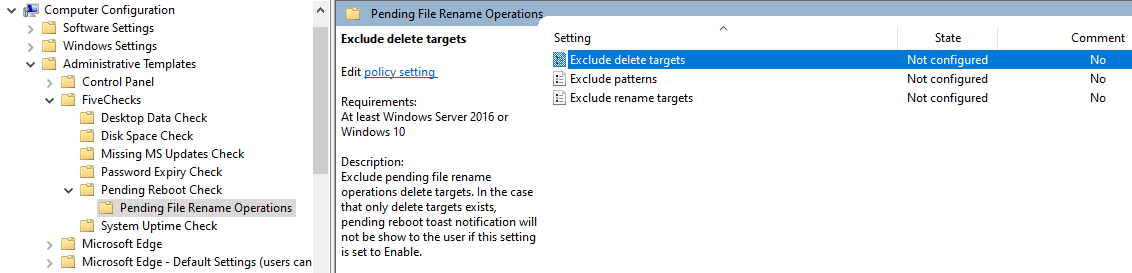 Computer Configuration
Software Settings
Windows Settings
Administrative Templates
Control Panel
FiveChecks
Desktop Data Check
Disk Space Check
Missing MS Updates Check
Password Expiry Check
Pending Reboot Check
Pending File Rename Operations
System Uptime Check
Microsoft Edge
Microsoft Edge - Default Settings (users can
Pending File Rename Operations
Exclude delete targets
Edit policy setting
Requirements:
At least Windows Server 2016 or
Windows 10
Description:
Exclude pending file rename
operations delete targets. In the case
that only delete targets exists,
pending reboot toast notification will
not be show to the user if this setting
is set to Enable.
Setting State Comment
Exclude delete targets Not configured No
Exclude patterns Not configured No
Exclude rename targets Not configured No